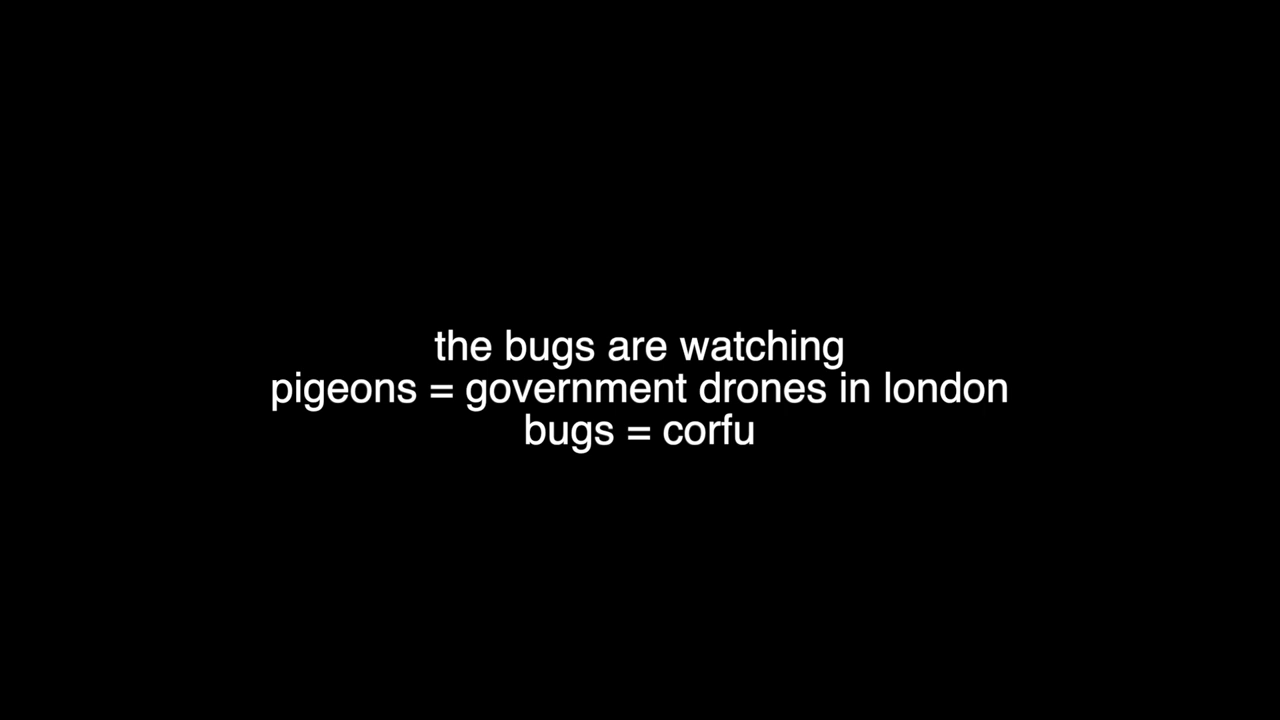 the bugs are watching
pigeons = government drones in london
bugs = corfu